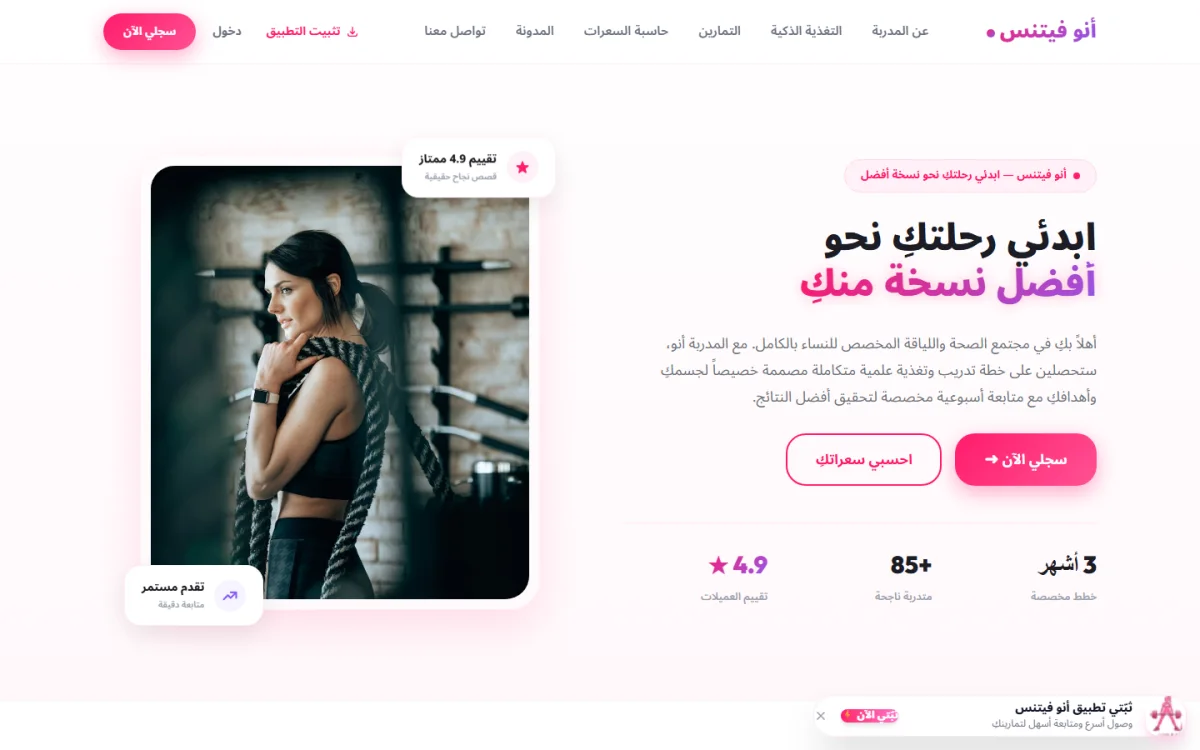 أنو فيتنس
عن المدربة
التغذية الذكية
التمارين
حاسبة السعرات
المدونة
تواصل معنا
تثبيت التطبيق
دخول
سجلي الآن
أنو فيتنس — ابدئي رحلتكِ نحو نسخة أفضل
ابدئي رحلتكِ نحو
أفضل نسخة منكِ
أهلاً بكِ في مجتمع الصحة واللياقة المخصص للنساء بالكامل. مع المدربة أنو،
ستحصلين على خطة تدريب وتغذية علمية متكاملة مصممة خصيصاً لجسمكِ
وأهدافكِ مع متابعة أسبوعية مخصصة لتحقيق أفضل النتائج.
سجلي الآن ➜
احسبي سعراتكِ
3 أشهر
خطط مخصصة
+85
متدربة ناجحة
4.9 ★
تقييم العميلات
تقييم 4.9 ممتاز
قصص نجاح حقيقية
تقدم مستمر
متابعة دقيقة
ثبّتي تطبيق أنو فيتنس
وصول أسرع ومتابعة أسهل لتمارينكِ
ثبّتي الآن ⚡